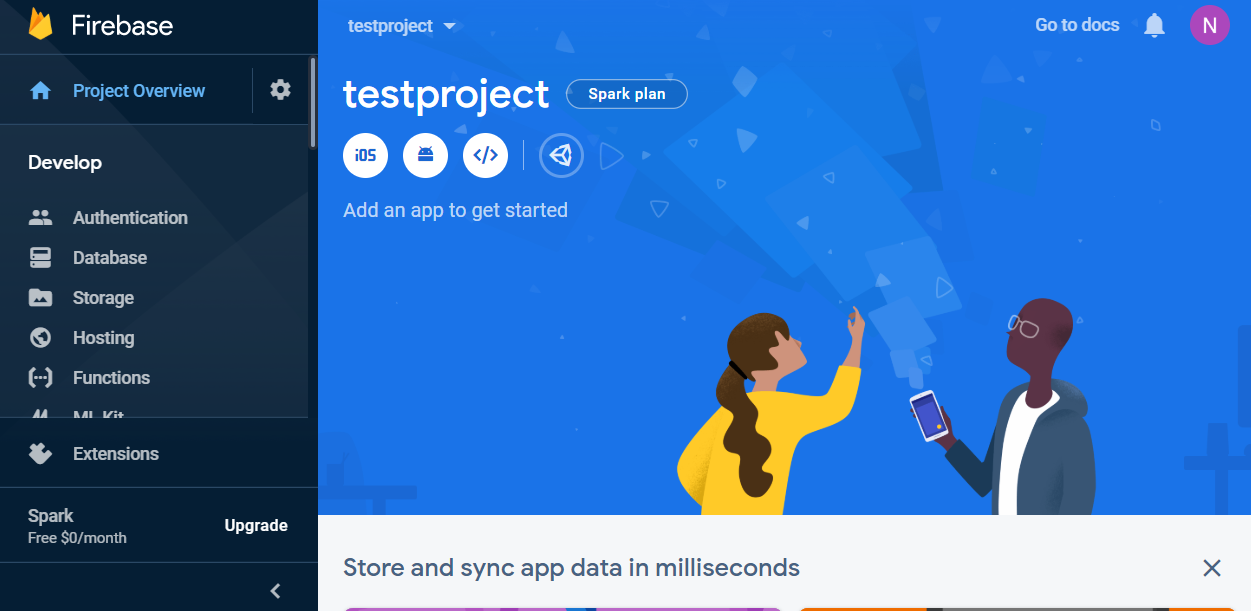 Firebase
Project Overview
Develop
Authentication
Database
Storage
Hosting
Functions
ML Kit
Extensions
Spark
Free $0/month
Upgrade
testproject
Go to docs
N
testproject
Spark plan
iOS
</>
Add an app to get started
Store and sync app data in milliseconds